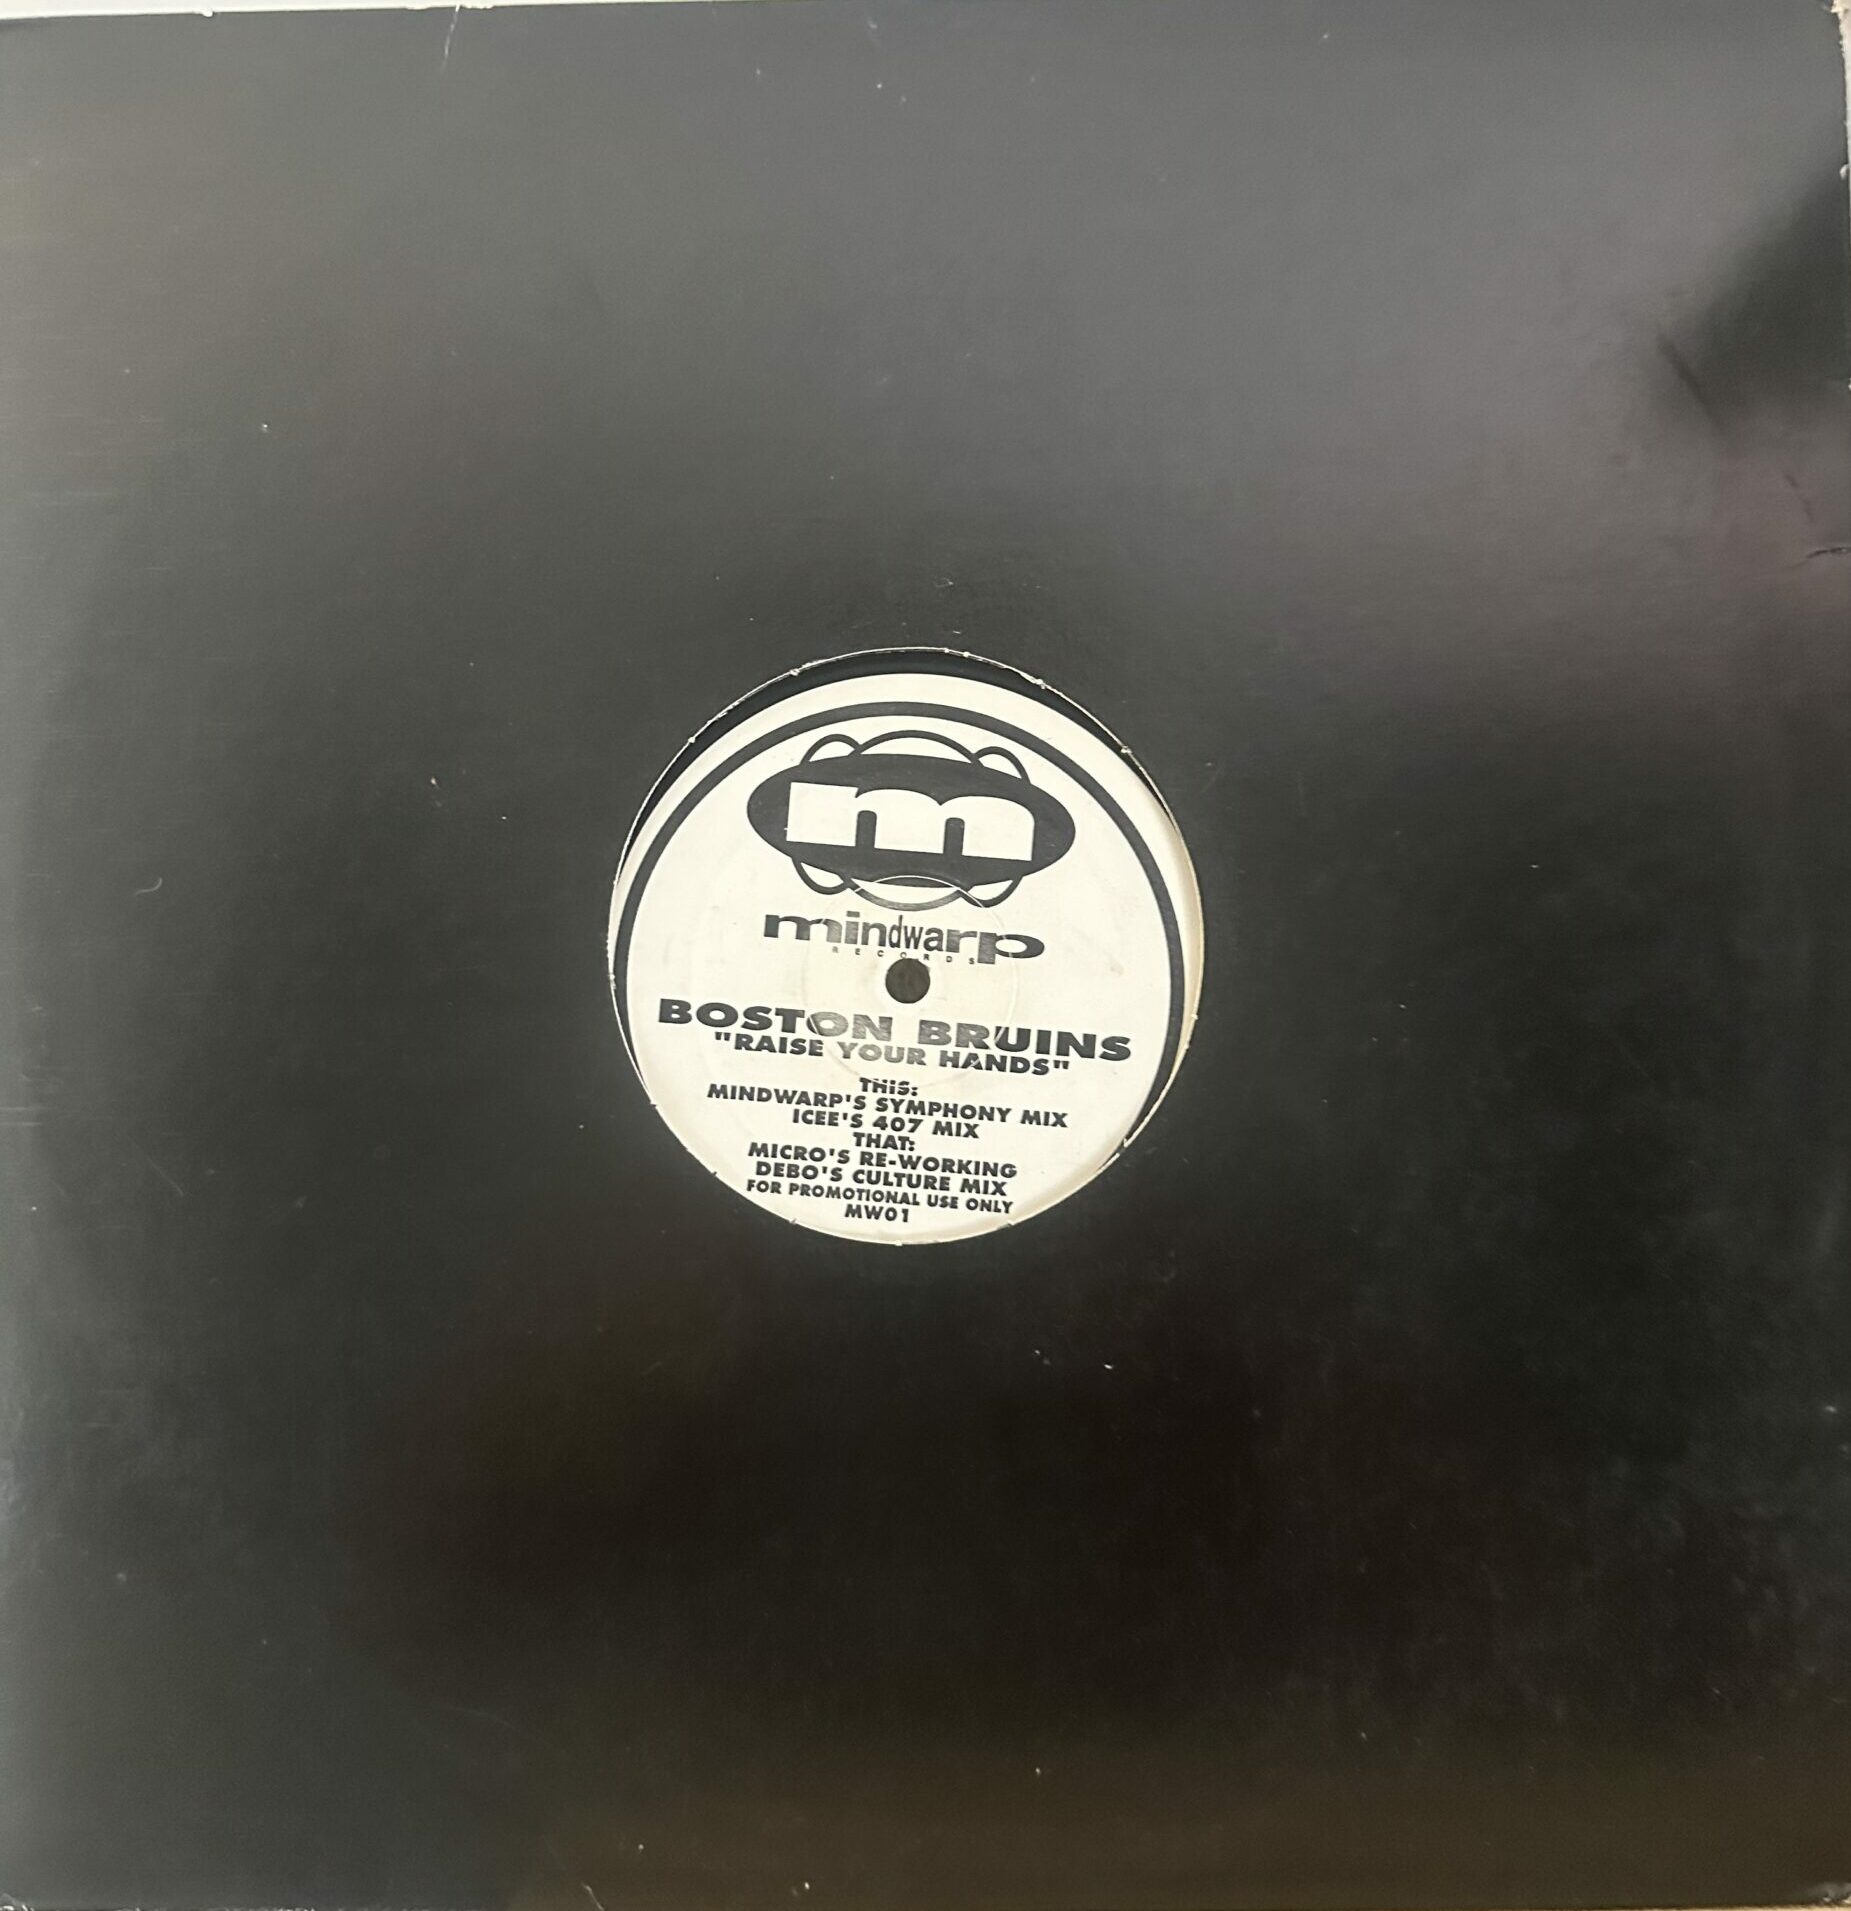 m
mindwarp
RECORDS
BOSTON BRUINS
"RAISE YOUR HANDS"
THIS:
MINDWARP'S SYMPHONY MIX
ICEE'S 407 MIX
THAT:
MICRO'S RE-WORKING
DEBO'S CULTURE MIX
FOR PROMOTIONAL USE ONLY
MW01